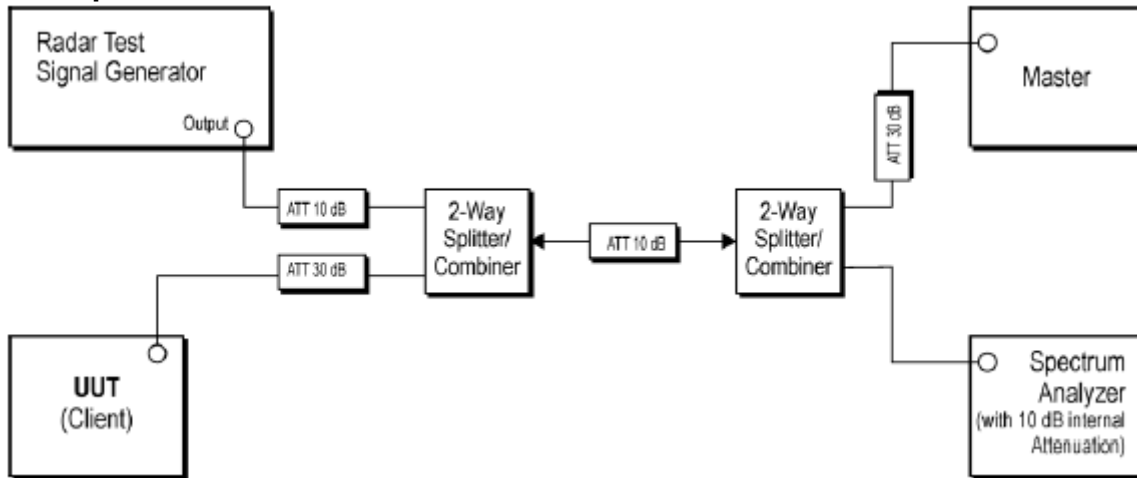 Radar Test
Signal Generator
Output
ATT 10 dB
ATT 30 dB
UUT
(Client)
2-Way
Splitter/
Combiner
ATT 10 dB
2-Way
Splitter/
Combiner
ATT 30 dB
Master
Spectrum
Analyzer
(with 10 dB internal
Attenuation)